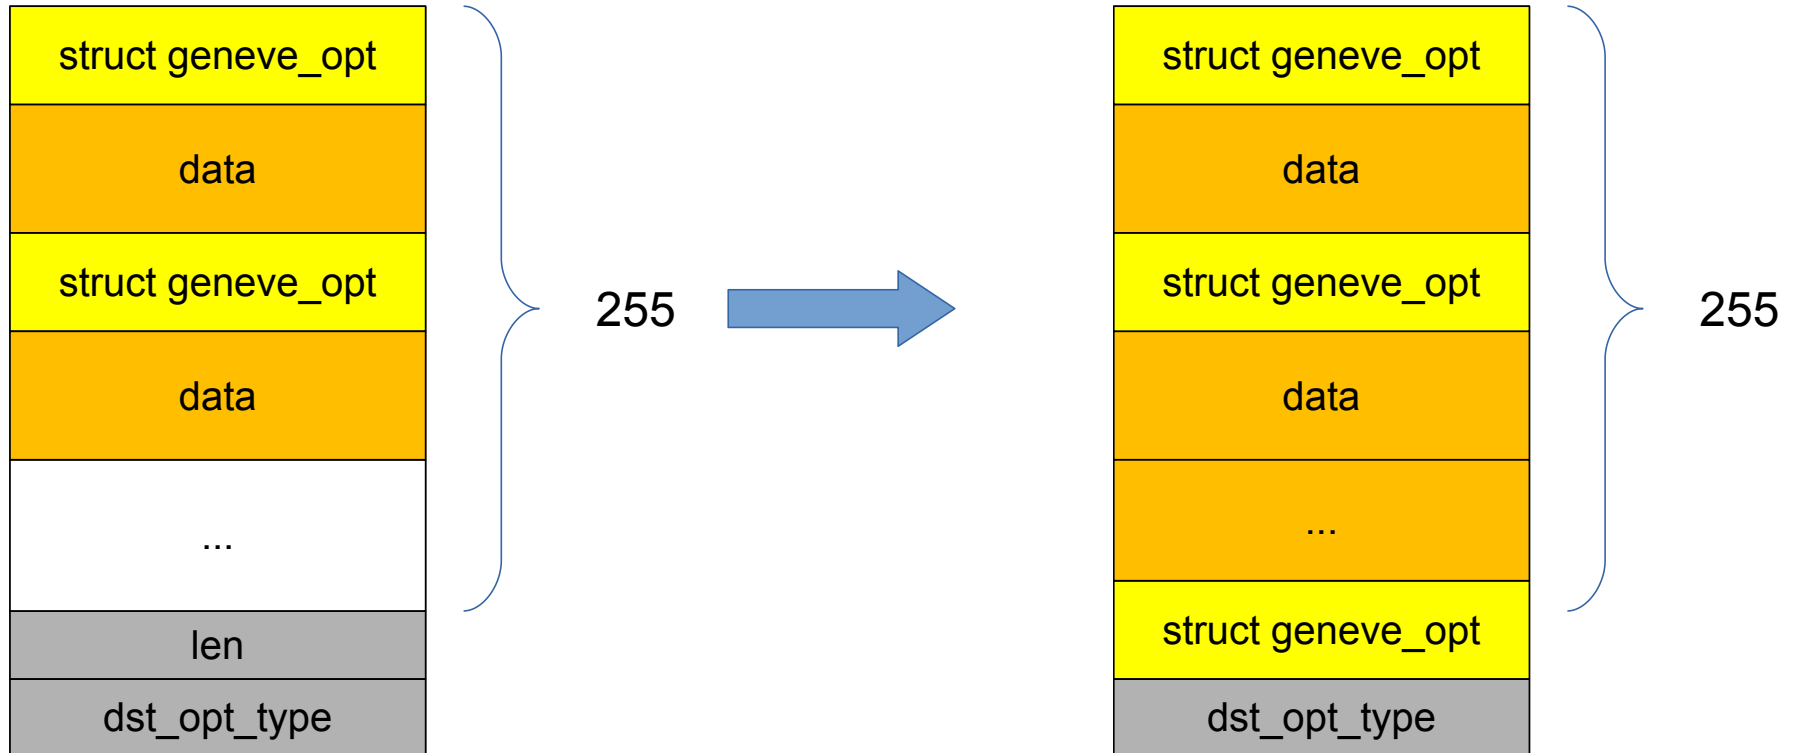 struct geneve_opt
data
struct geneve_opt
data
...
len
dst_opt_type
255
struct geneve_opt
data
struct geneve_opt
data
...
struct geneve_opt
dst_opt_type
255